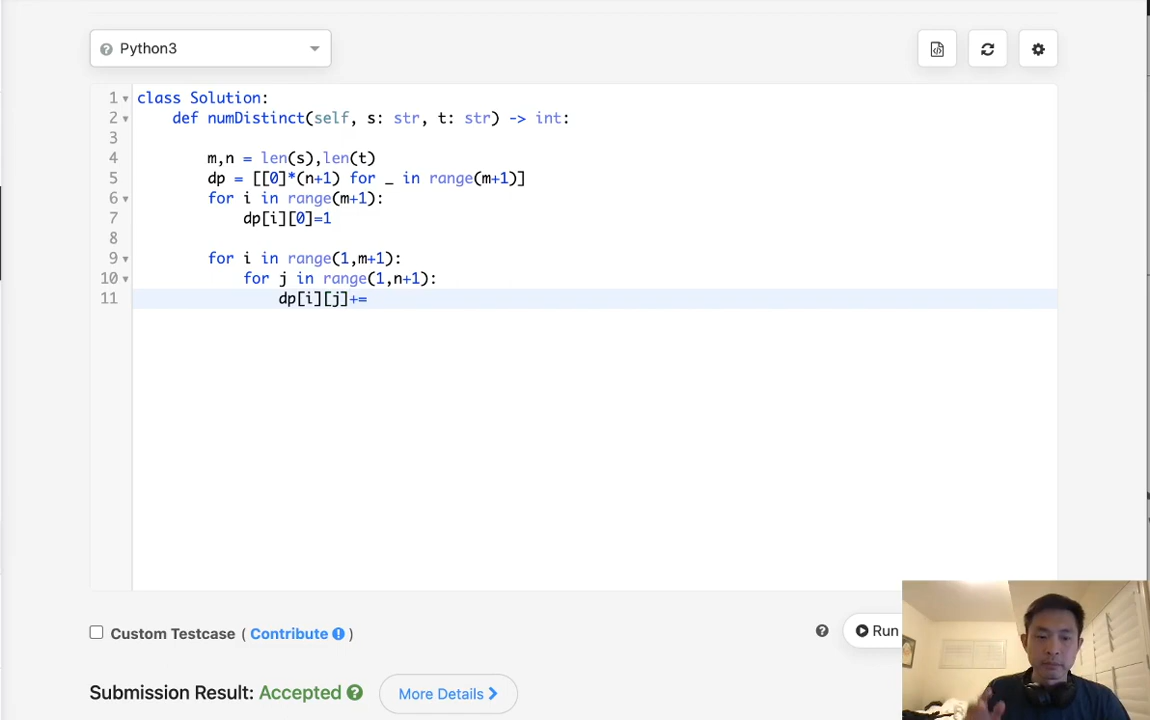 Python3
1 class Solution:
2 def numDistinct(self, s: str, t: str) -> int:
3
4 m,n = len(s),len(t)
5 dp = [[0]*(n+1) for _ in range(m+1)]
6 for i in range(m+1):
7 dp[i][0]=1
8
9 for i in range(1,m+1):
10 for j in range(1,n+1):
11 dp[i][j]+=
Custom Testcase ( Contribute )
Run
Submission Result: Accepted
More Details